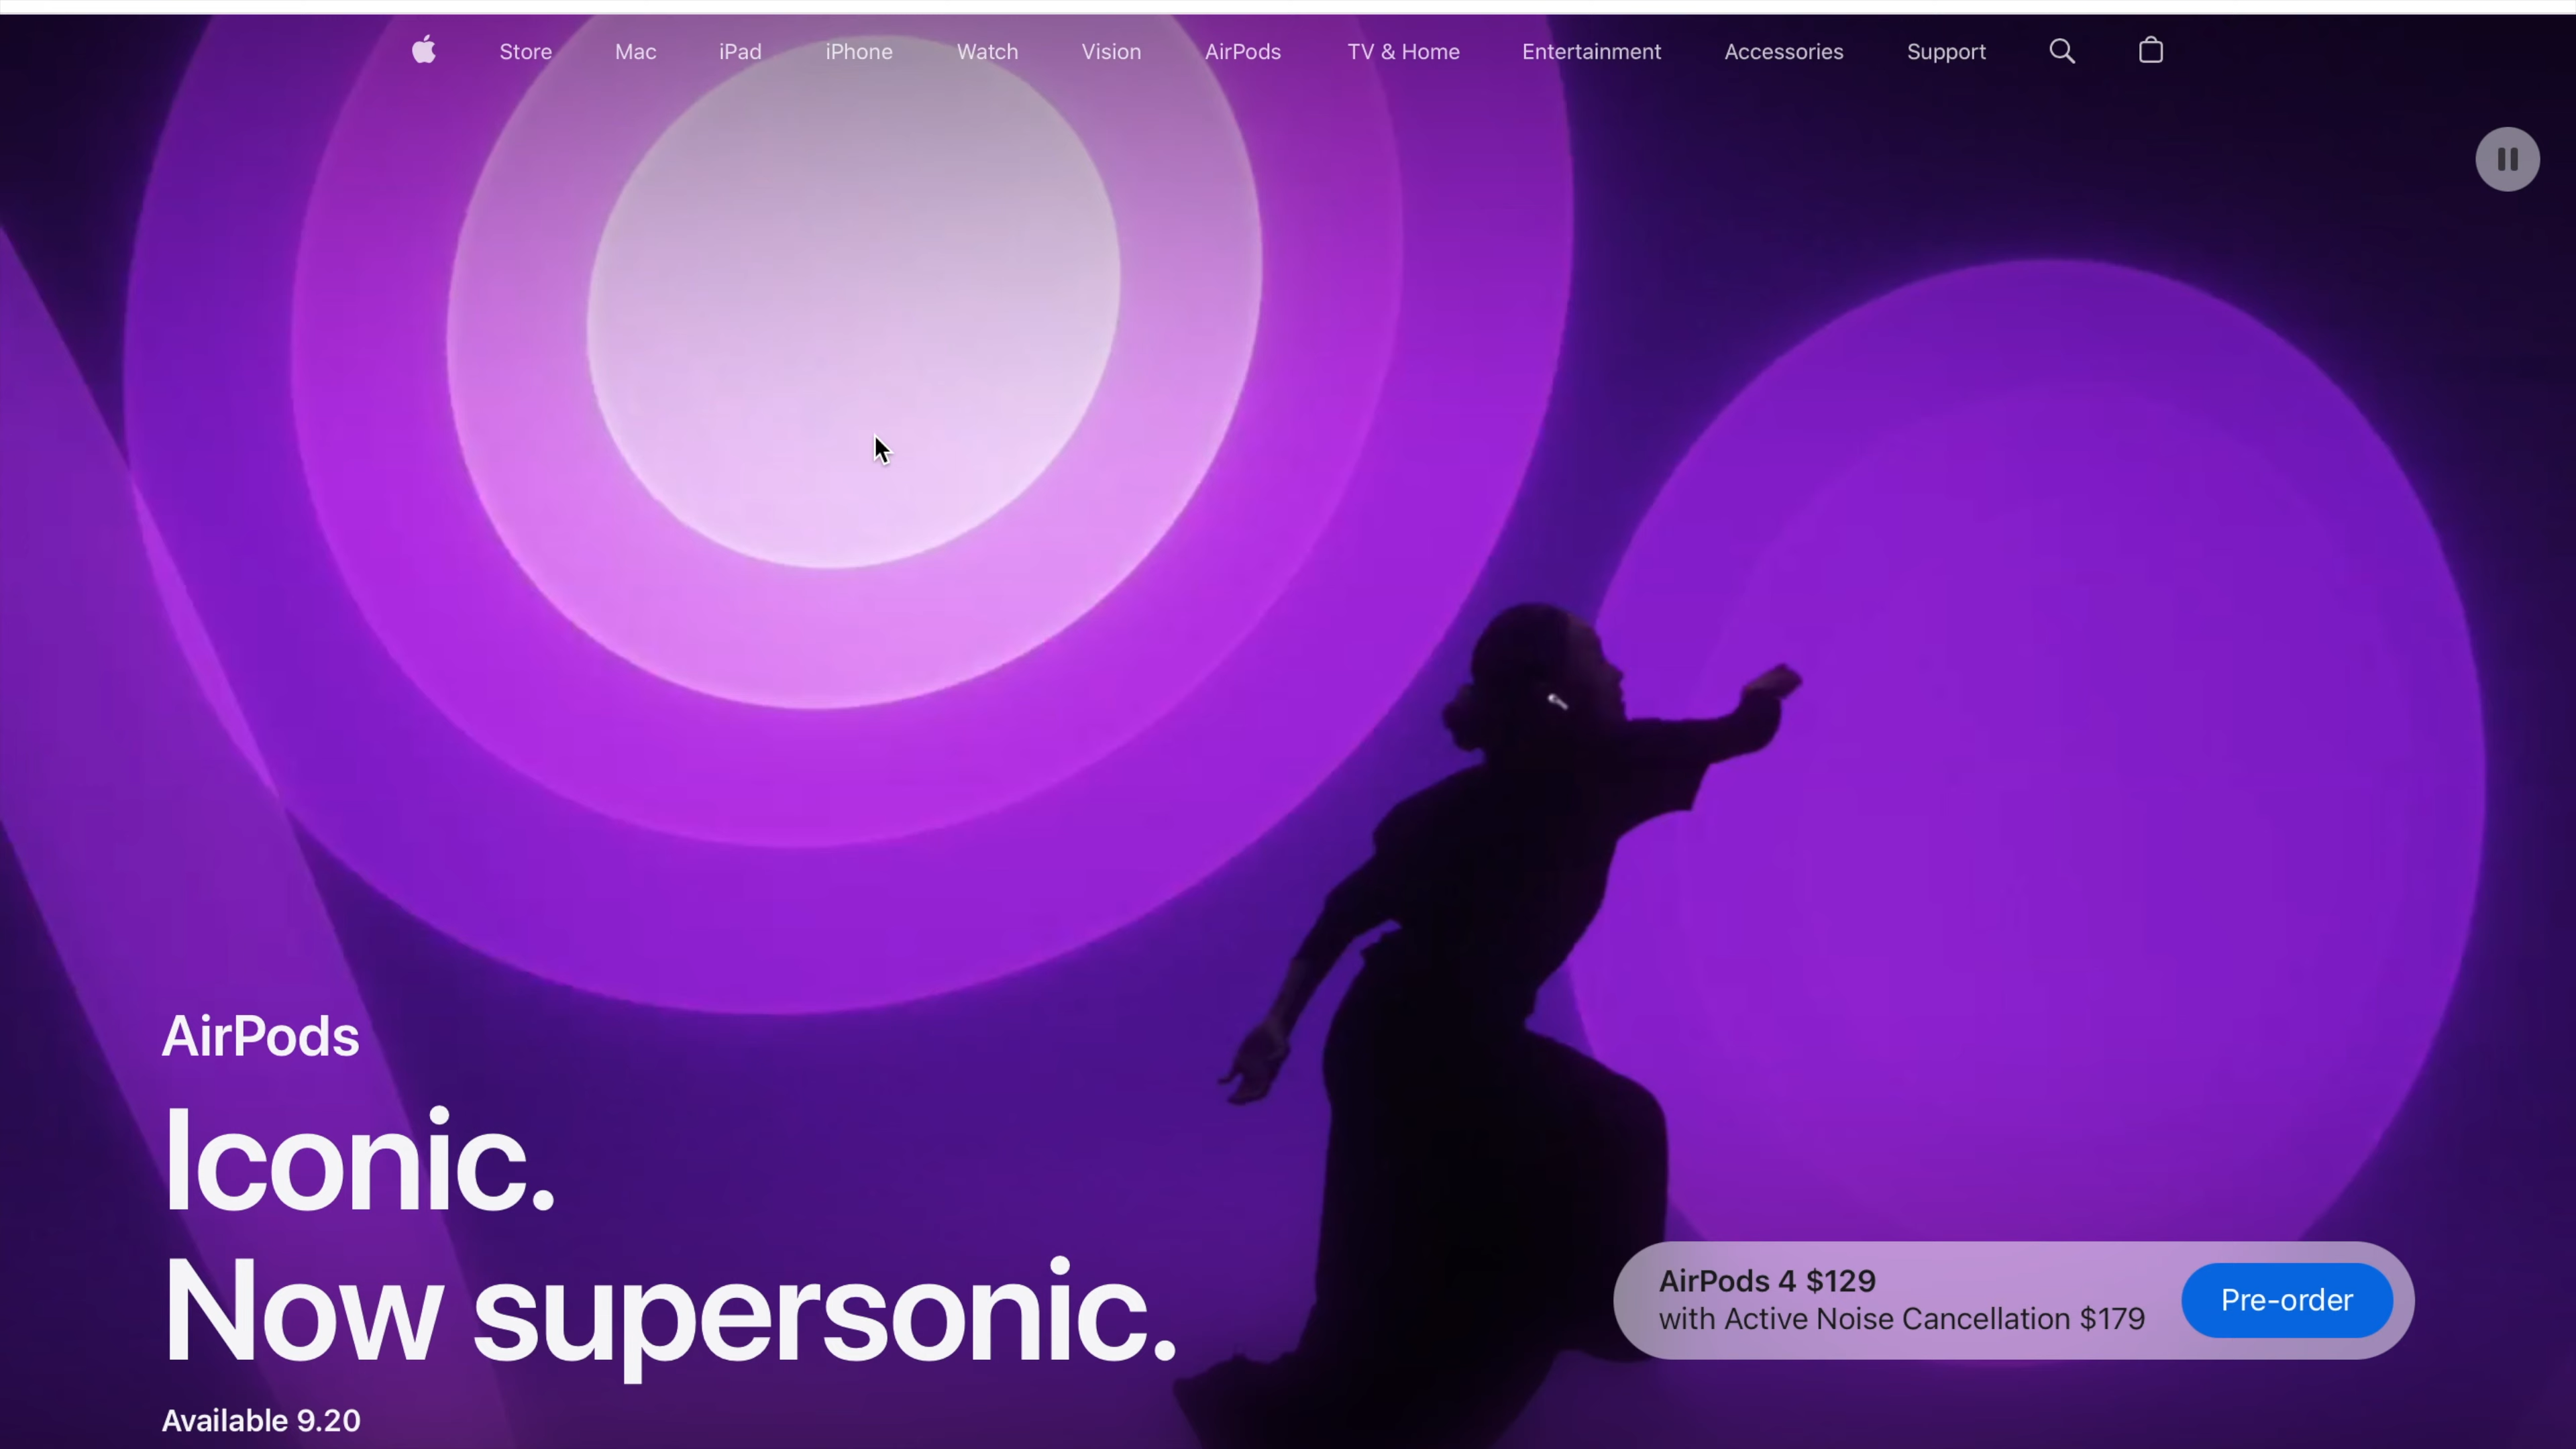 Store Mac iPad iPhone Watch Vision AirPods TV & Home Entertainment Accessories Support
AirPods
Iconic.
Now supersonic.
Available 9.20
AirPods 4 $129
with Active Noise Cancellation $179
Pre-order